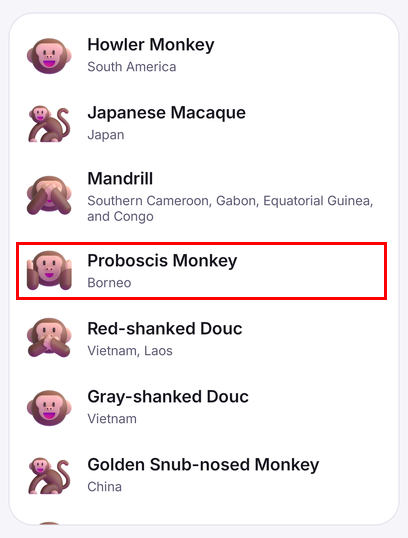 Howler Monkey
South America
Japanese Macaque
Japan
Mandrill
Southern Cameroon, Gabon, Equatorial Guinea,
and Congo
Proboscis Monkey
Borneo
Red-shanked Douc
Vietnam, Laos
Gray-shanked Douc
Vietnam
Golden Snub-nosed Monkey
China